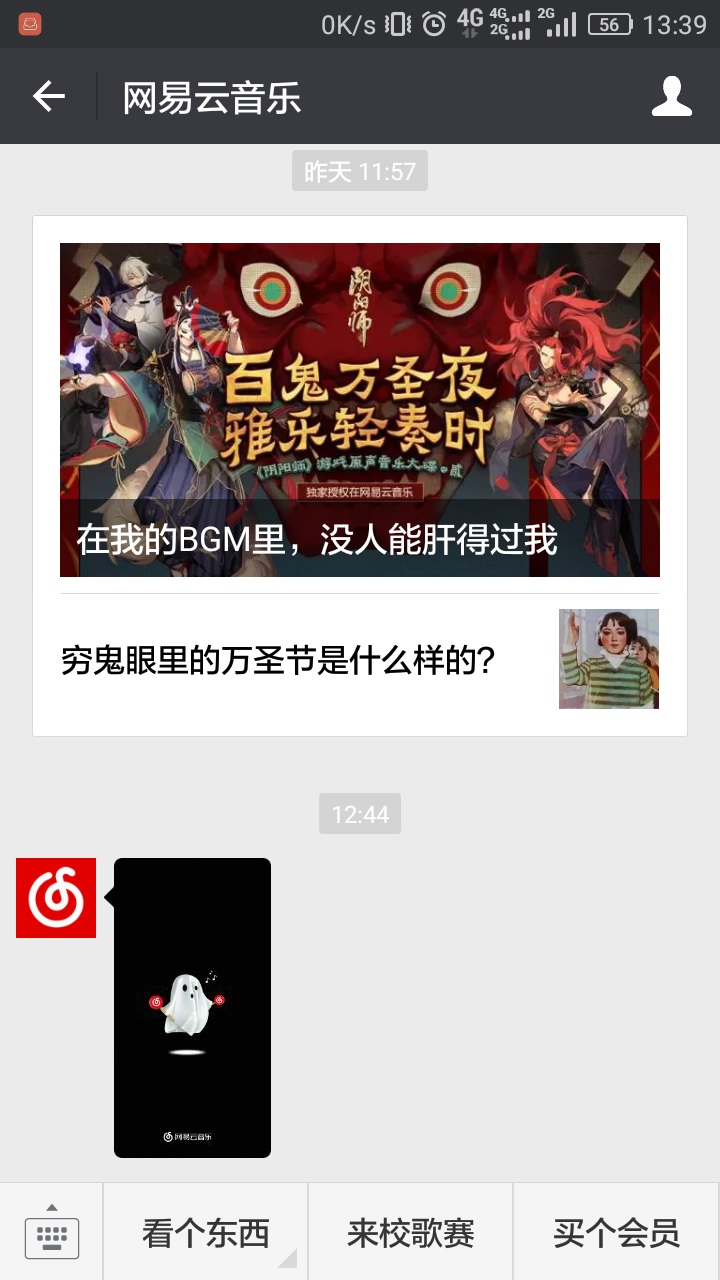 0K/s 4G 4G 2G 2G 56 13:39
网易云音乐
昨天 11:57
阴阳师
百鬼万圣夜
雅乐轻奏时
《阴阳师》游戏原声音乐大碟·贰
独家授权在网易云音乐
在我的BGM里，没人能肝得过我
穷鬼眼里的万圣节是什么样的?
12:44
网易云音乐
看个东西
来校歌赛
买个会员